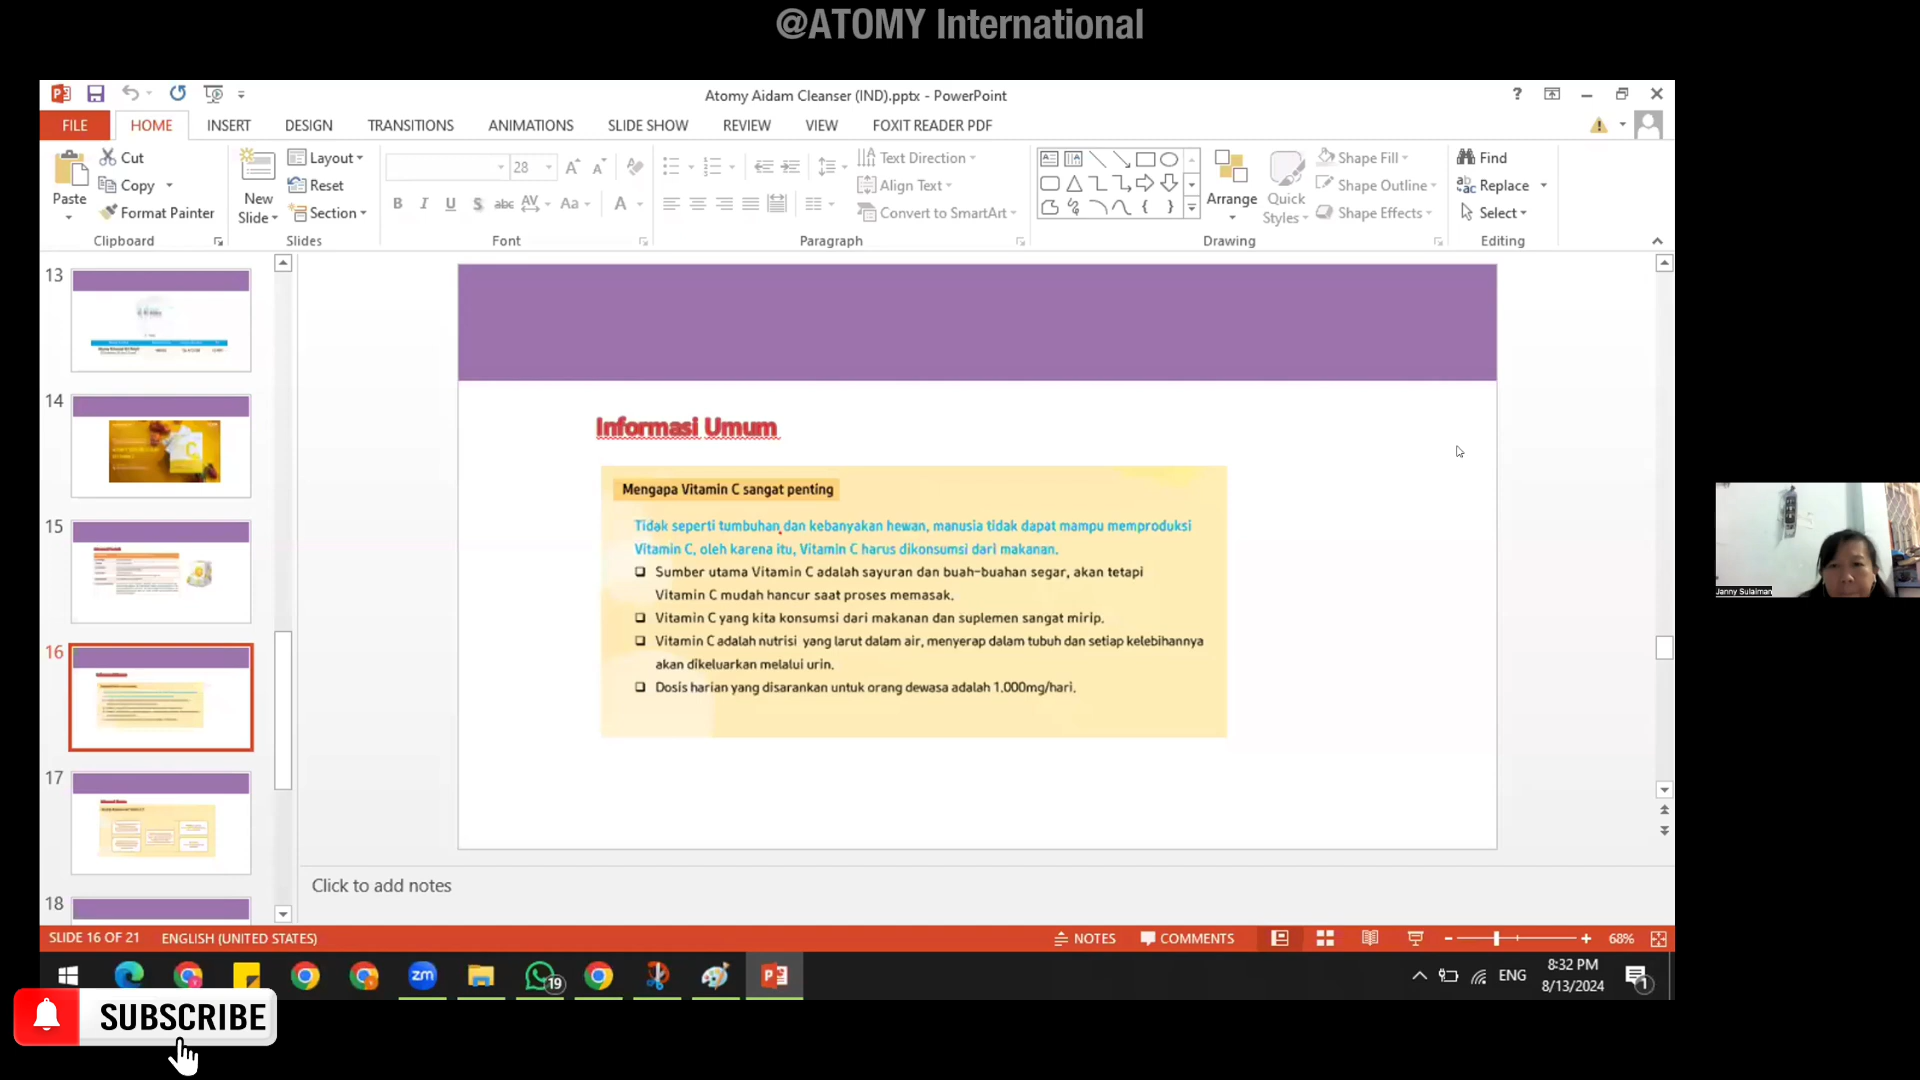 @ATOMY International
Atomy Aidam Cleanser (IND).pptx - PowerPoint
?
FILE HOME INSERT DESIGN TRANSITIONS ANIMATIONS SLIDE SHOW REVIEW VIEW FOXIT READER PDF
Paste
Cut
Copy
Format Painter
Clipboard
New
Slide
Layout
Reset
Section
Slides
28
B I U S abc AV Aa A
Font
Text Direction
Align Text
Convert to SmartArt
Paragraph
Arrange
Quick
Styles
Shape Fill
Shape Outline
Shape Effects
Drawing
Find
Replace
Select
Editing
13
14
15
16
17
18
Informasi Umum
Mengapa Vitamin C sangat penting
Tidak seperti tumbuhan dan kebanyakan hewan, manusia tidak dapat mampu memproduksi
Vitamin C, oleh karena itu, Vitamin C harus dikonsumsi dari makanan.
❑ Sumber utama Vitamin C adalah sayuran dan buah-buahan segar, akan tetapi
Vitamin C mudah hancur saat proses memasak.
❑ Vitamin C yang kita konsumsi dari makanan dan suplemen sangat mirip.
❑ Vitamin C adalah nutrisi yang larut dalam air, menyerap dalam tubuh dan setiap kelebihannya
akan dikeluarkan melalui urin.
❑ Dosis harian yang disarankan untuk orang dewasa adalah 1.000mg/hari.
Janny Sulaiman
Click to add notes
SLIDE 16 OF 21 ENGLISH (UNITED STATES) NOTES COMMENTS 68%
zm 19 ENG
8:32 PM
8/13/2024
1
SUBSCRIBE